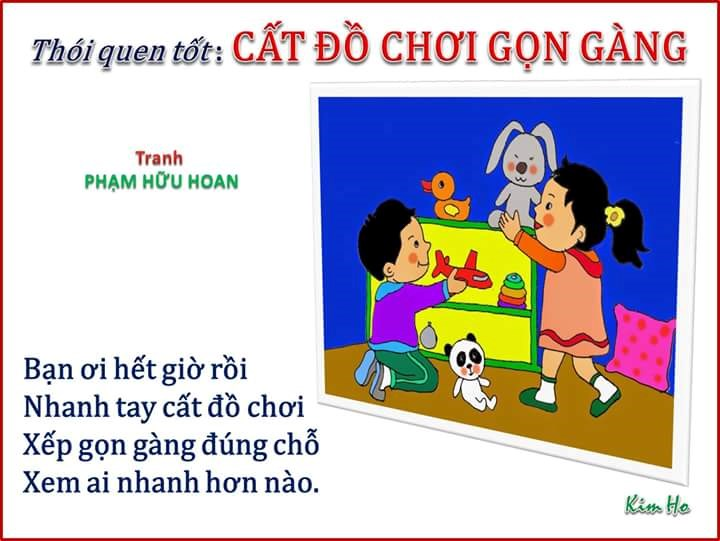 Thói quen tốt : CẤT ĐỒ CHƠI GỌN GÀNG
Tranh
PHẠM HỮU HOAN
Bạn ơi hết giờ rồi
Nhanh tay cất đồ chơi
Xếp gọn gàng đúng chỗ
Xem ai nhanh hơn nào.
Kim Ho